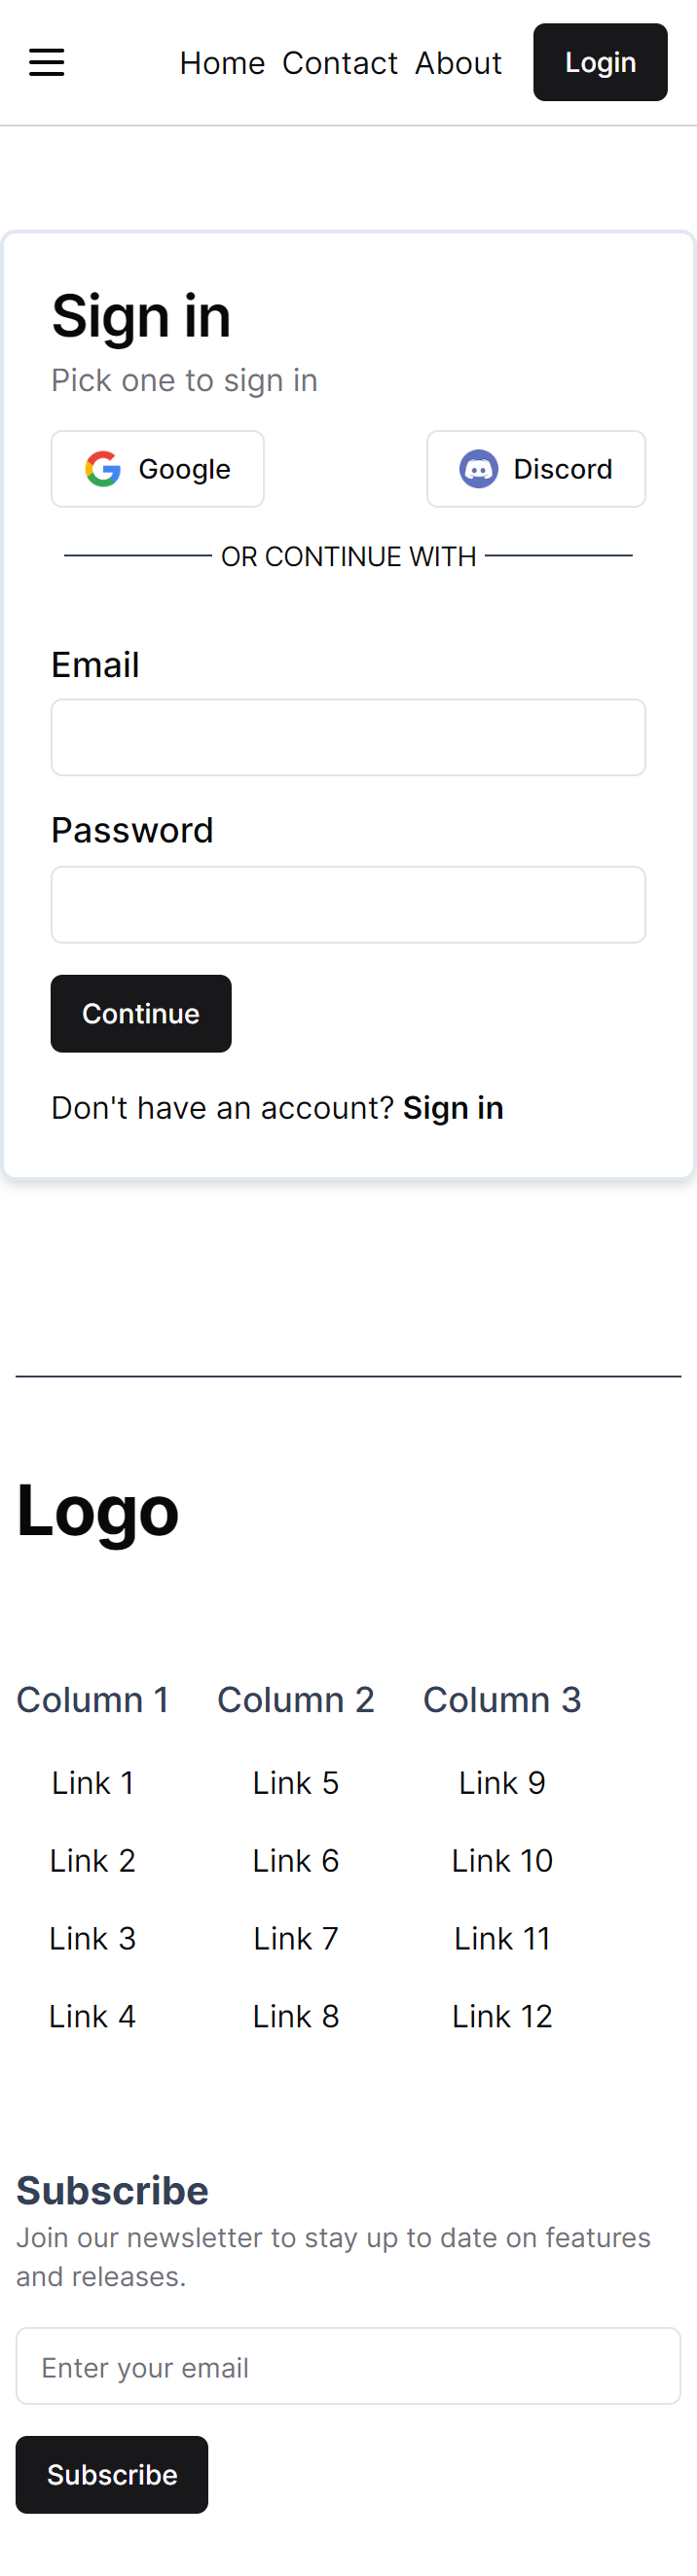 Home Contact About Login
Sign in
Pick one to sign in
Google Discord
OR CONTINUE WITH
Email
Password
Continue
Don't have an account? Sign in
Logo
Column 1 Column 2 Column 3
Link 1 Link 5 Link 9
Link 2 Link 6 Link 10
Link 3 Link 7 Link 11
Link 4 Link 8 Link 12
Subscribe
Join our newsletter to stay up to date on features
and releases.
Enter your email
Subscribe